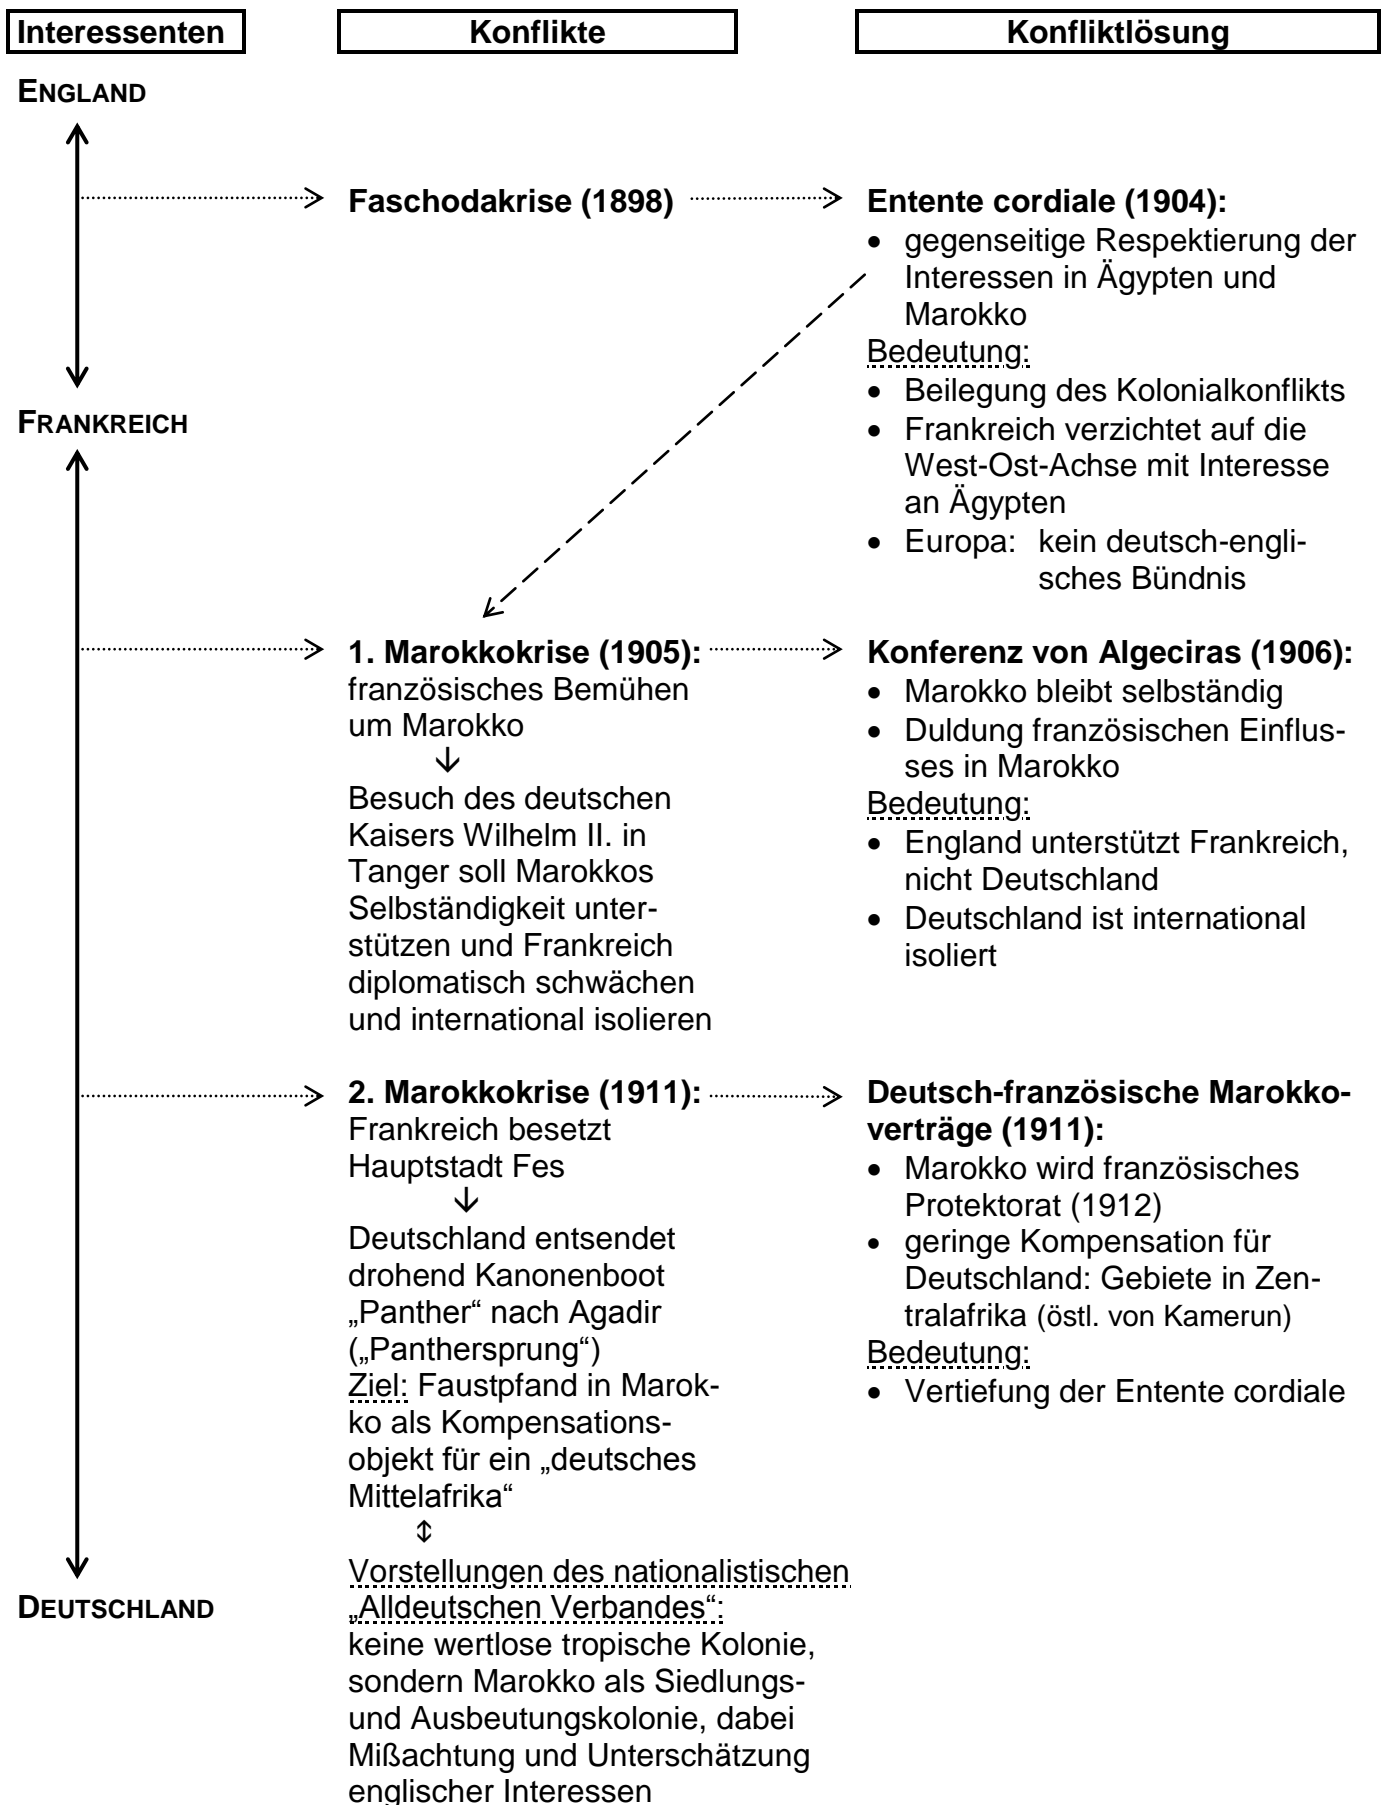 Interessenten
Konflikte
Konfliktlösung
ENGLAND
Faschodakrise (1898)
Entente cordiale (1904):
• gegenseitige Respektierung der
Interessen in Ägypten und
Marokko
Bedeutung:
• Beilegung des Kolonialkonflikts
• Frankreich verzichtet auf die
West-Ost-Achse mit Interesse
an Ägypten
• Europa: kein deutsch-engli-
sches Bündnis
FRANKREICH
1. Marokkokrise (1905):
französisches Bemühen
um Marokko
Besuch des deutschen
Kaisers Wilhelm II. in
Tanger soll Marokkos
Selbständigkeit unter-
stützen und Frankreich
diplomatisch schwächen
und international isolieren
Konferenz von Algeciras (1906):
• Marokko bleibt selbständig
• Duldung französischen Einflus-
ses in Marokko
Bedeutung:
• England unterstützt Frankreich,
nicht Deutschland
• Deutschland ist international
isoliert
2. Marokkokrise (1911):
Frankreich besetzt
Hauptstadt Fes
Deutschland entsendet
drohend Kanonenboot
„Panther“ nach Agadir
(„Panthersprung“)
Ziel: Faustpfand in Marok-
ko als Kompensations-
objekt für ein „deutsches
Mittelafrika“
Vorstellungen des nationalistischen
„Alldeutschen Verbandes“:
keine wertlose tropische Kolonie,
sondern Marokko als Siedlungs-
und Ausbeutungskolonie, dabei
Mißachtung und Unterschätzung
englischer Interessen
Deutsch-französische Marokko-
verträge (1911):
• Marokko wird französisches
Protektorat (1912)
• geringe Kompensation für
Deutschland: Gebiete in Zen-
tralafrika (östl. von Kamerun)
Bedeutung:
• Vertiefung der Entente cordiale
DEUTSCHLAND